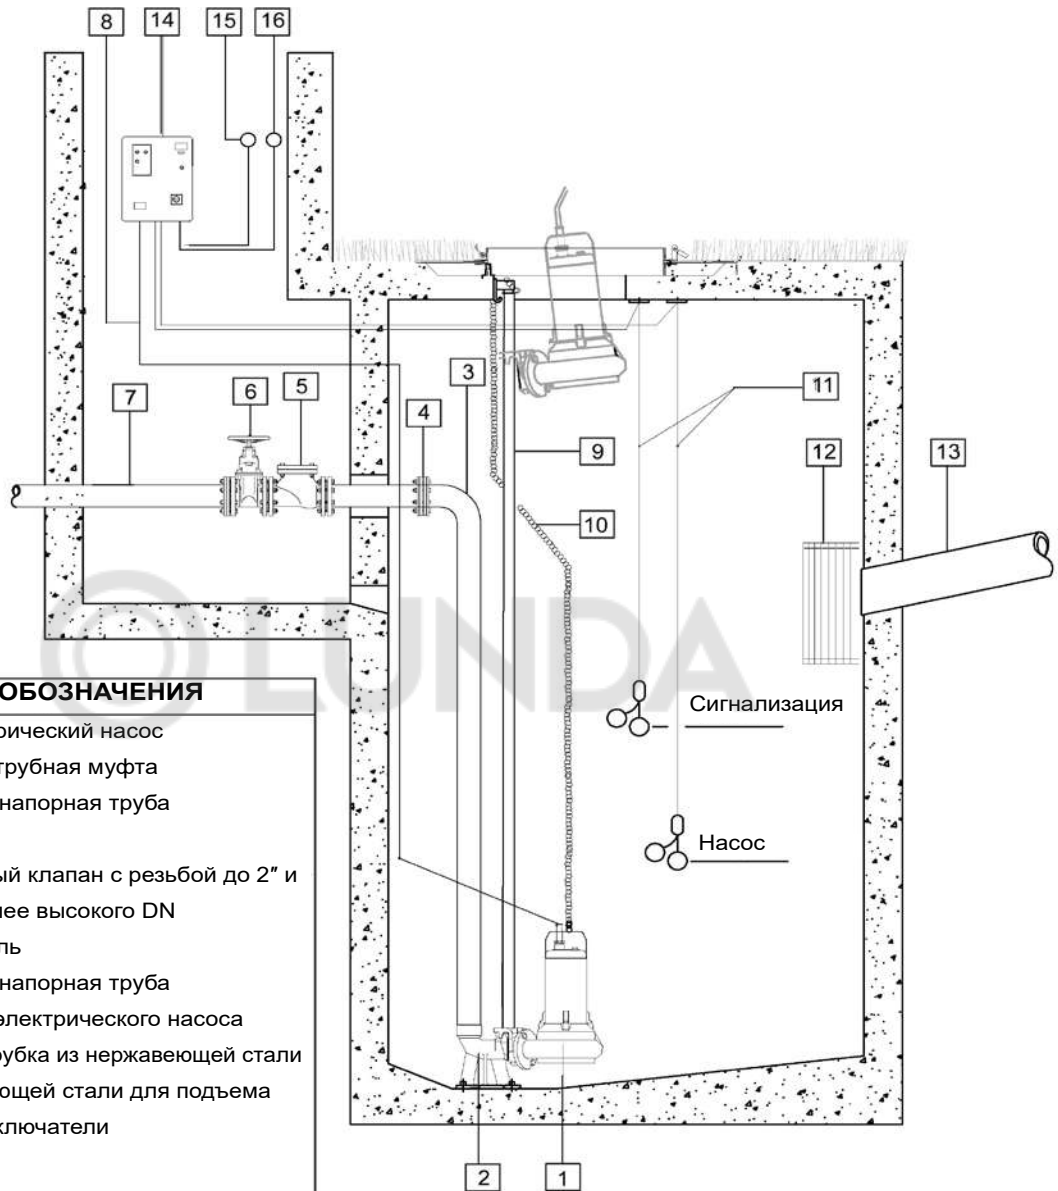 8 14 15 16
3
5
6
7
4
11
9
12 13
10
© LUNDA
ОБОЗНАЧЕНИЯ
рический насос
трубная муфта
напорная труба
ый клапан с резьбой до 2" и
лее высокого DN
ль
напорная труба
электрического насоса
рубка из нержавеющей стали
ющей стали для подъема
ключатели
Сигнализация
Насос
2 1